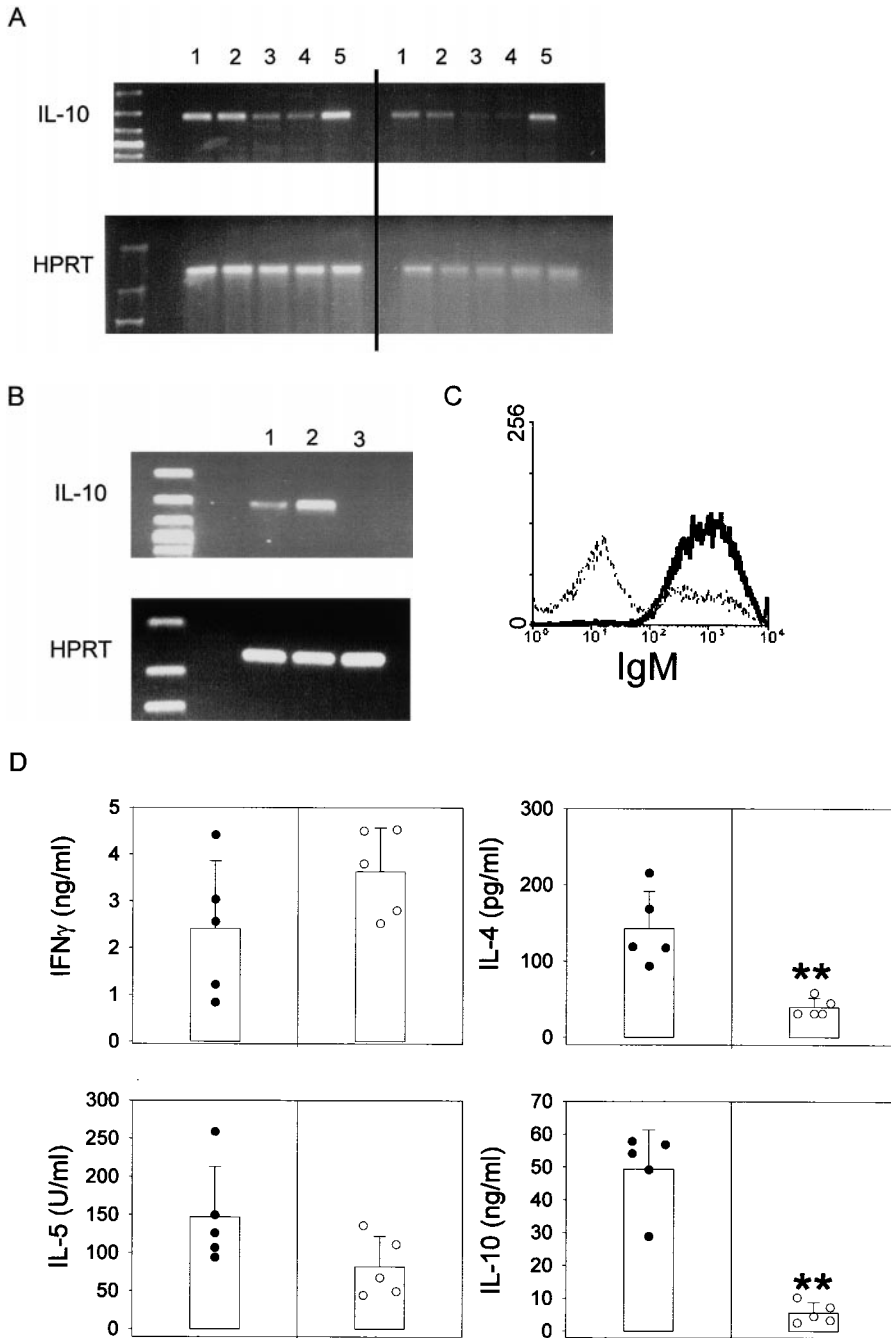 A
1 2 3 4 5 1 2 3 4 5
IL-10
HPRT
B
1 2 3
IL-10
HPRT
C
256
0
10⁰ 10¹ 10² 10³ 10⁴
IgM
D
IFNγ (ng/ml)
5
4
3
2
1
0
IL-4 (pg/ml)
300
200
100
0
**
IL-5 (U/ml)
300
250
200
150
100
50
0
IL-10 (ng/ml)
70
60
50
40
30
20
10
0
**